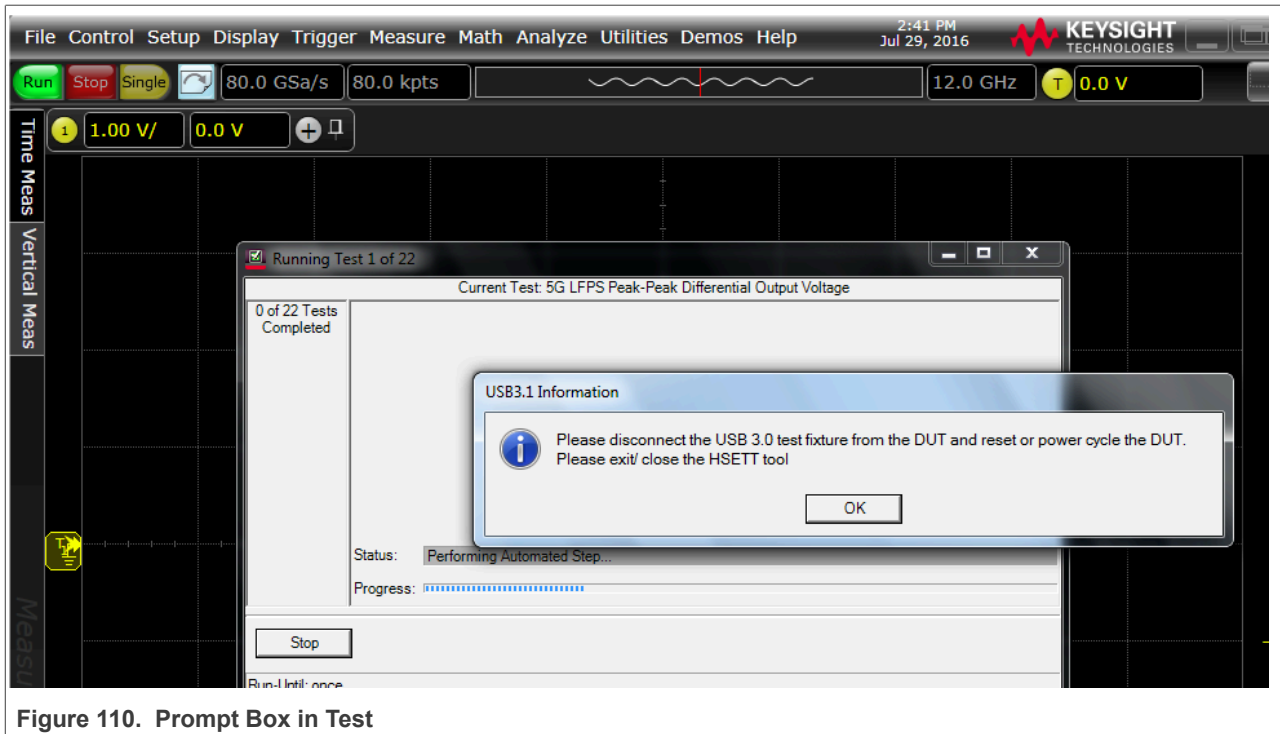 File Control Setup Display Trigger Measure Math Analyze Utilities Demos Help
2:41 PM
Jul 29, 2016
KEYSIGHT
TECHNOLOGIES
Run Stop Single 80.0 GSa/s 80.0 kpts 12.0 GHz T 0.0 V
1 1.00 V/ 0.0 V
Time Meas
Vertical Meas
Measu
Running Test 1 of 22
Current Test: 5G LFPS Peak-Peak Differential Output Voltage
0 of 22 Tests
Completed
USB3.1 Information
Please disconnect the USB 3.0 test fixture from the DUT and reset or power cycle the DUT.
Please exit/ close the HSETT tool
OK
Status: Performing Automated Step...
Progress:
Stop
Run-Until: once
Figure 110. Prompt Box in Test